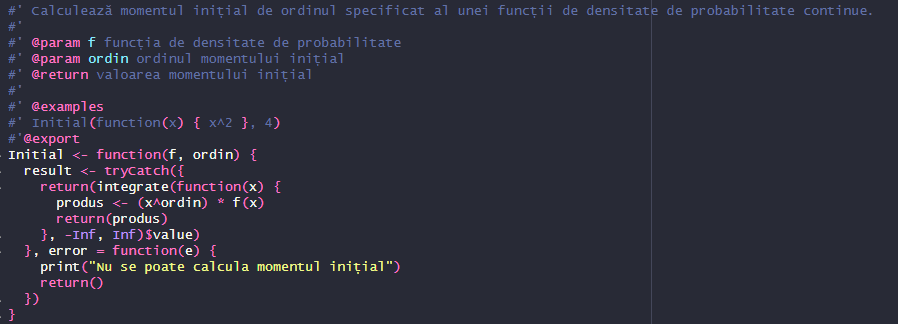 #' Calculează momentul inițial de ordinul specificat al unei funcții de densitate de probabilitate continue.
#'
#' @param f funcția de densitate de probabilitate
#' @param ordin ordinul momentului inițial
#' @return valoarea momentului inițial
#'
#' @examples
#' Initial(function(x) { x^2 }, 4)
#'@export
Initial <- function(f, ordin) {
  result <- tryCatch({
    return(integrate(function(x) {
      produs <- (x^ordin) * f(x)
      return(produs)
    }, -Inf, Inf)$value)
  }, error = function(e) {
    print("Nu se poate calcula momentul inițial")
    return()
  })
}